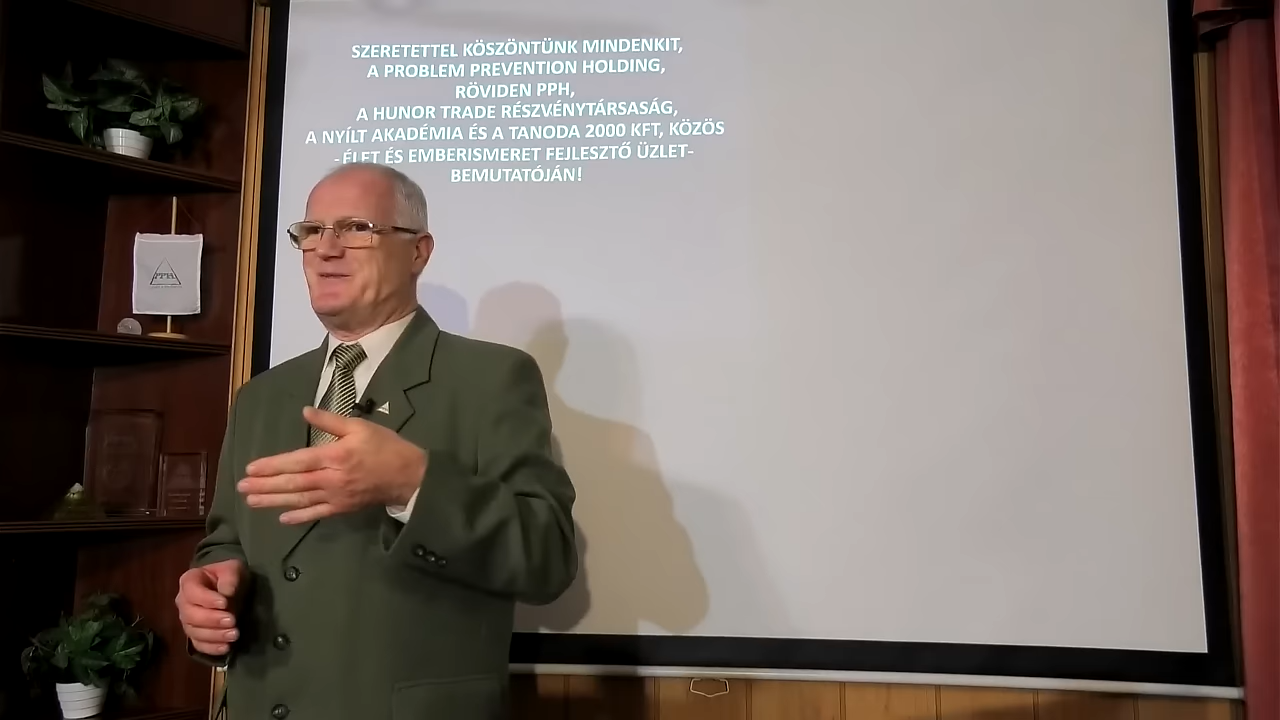 SZERETETTEL KÖSZÖNTÜNK MINDENKIT,
A PROBLEM PREVENTION HOLDING,
RÖVIDEN PPH,
A HUNOR TRADE RÉSZVÉNYTÁRSASÁG,
A NYÍLT AKADÉMIA ÉS A TANODA 2000 KFT, KÖZÖS
- ÉLET ÉS EMBERISMERET FEJLESZTŐ ÜZLET-
BEMUTATÓJÁN!
PPH